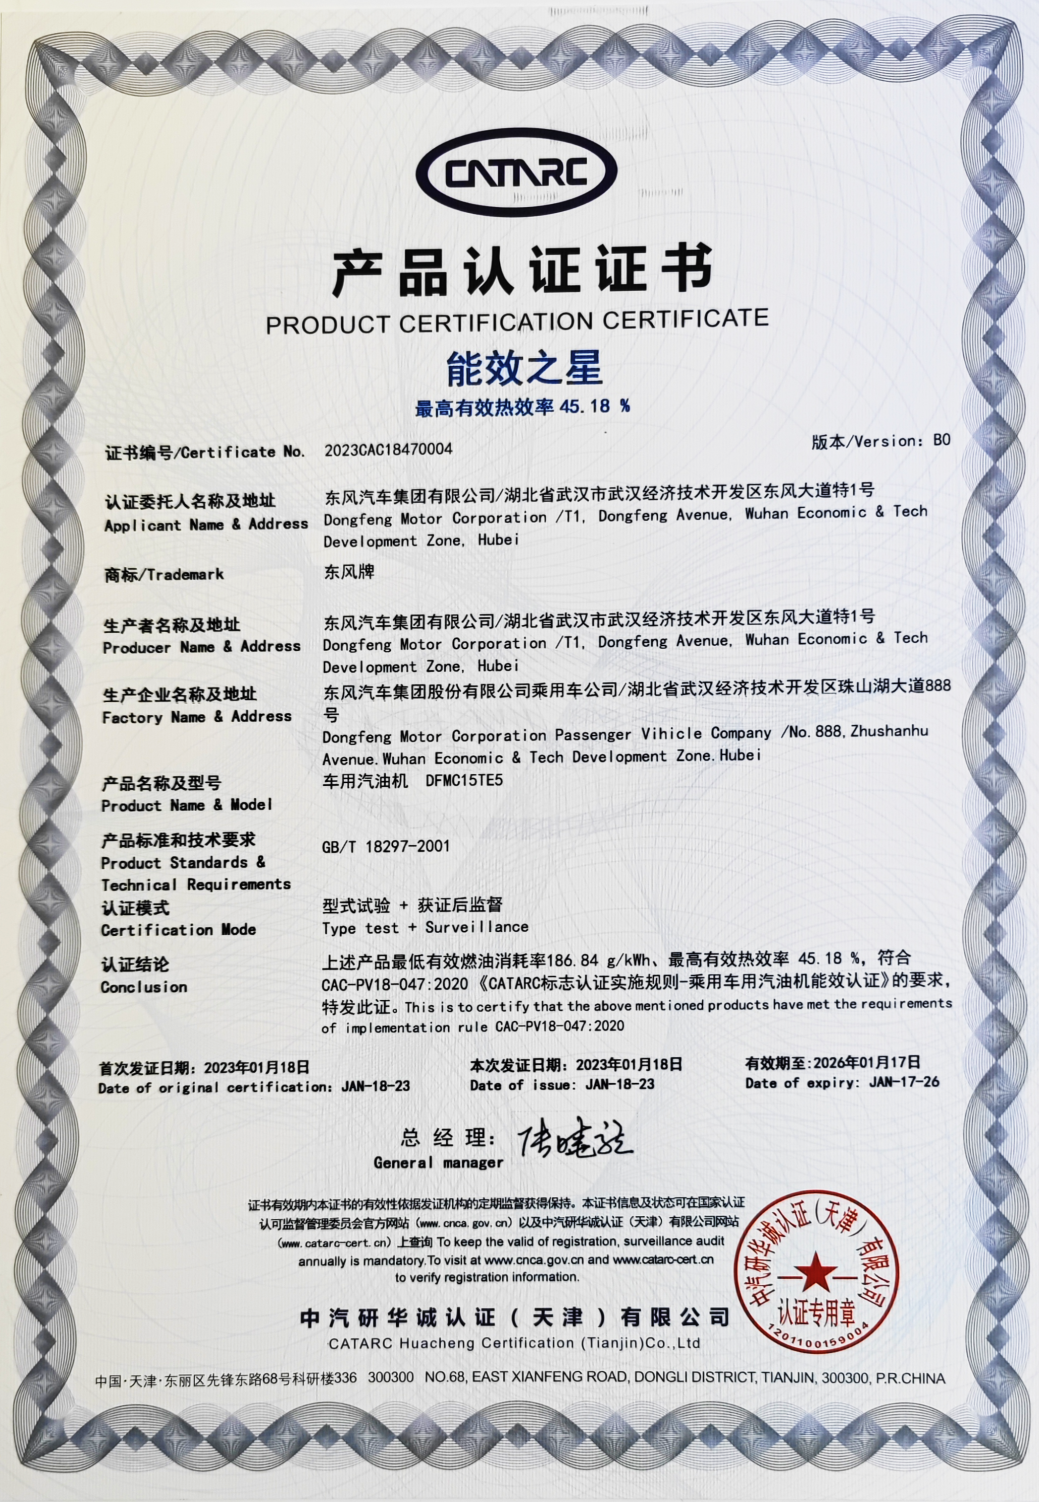 CATARC
产品认证证书
PRODUCT CERTIFICATION CERTIFICATE
能效之星
最高有效热效率 45.18 %
证书编号/Certificate No. 2023CAC18470004
版本/Version: B0
认证委托人名称及地址
Applicant Name & Address
东风汽车集团有限公司/湖北省武汉市武汉经济技术开发区东风大道特1号
Dongfeng Motor Corporation /T1, Dongfeng Avenue, Wuhan Economic & Tech
Development Zone, Hubei
商标/Trademark
东风牌
生产者名称及地址
Producer Name & Address
东风汽车集团有限公司/湖北省武汉市武汉经济技术开发区东风大道特1号
Dongfeng Motor Corporation /T1, Dongfeng Avenue, Wuhan Economic & Tech
Development Zone, Hubei
生产企业名称及地址
Factory Name & Address
东风汽车集团股份有限公司乘用车公司/湖北省武汉经济技术开发区珠山湖大道888
号
Dongfeng Motor Corporation Passenger Vihicle Company /No.888,Zhushanhu
Avenue.Wuhan Economic & Tech Development Zone.Hubei
产品名称及型号
Product Name & Model
车用汽油机 DFMC15TE5
产品标准和技术要求
Product Standards &
Technical Requirements
GB/T 18297-2001
认证模式
Certification Mode
型式试验 + 获证后监督
Type test + Surveillance
认证结论
Conclusion
上述产品最低有效燃油消耗率186.84 g/kWh、最高有效热效率 45.18 %，符合
CAC-PV18-047:2020《CATARC标志认证实施规则-乘用车用汽油机能效认证》的要求，
特发此证。This is to certify that the above mentioned products have met the requirements
of implementation rule CAC-PV18-047:2020
首次发证日期：2023年01月18日
Date of original certification: JAN-18-23
本次发证日期：2023年01月18日
Date of issue: JAN-18-23
有效期至:2026年01月17日
Date of expiry: JAN-17-26
总 经 理：
General manager
证书有效期内本证书的有效性依据发证机构的定期监督获得保持。本证书信息及状态可在国家认证
认可监督管理委员会官方网站（www.cnca.gov.cn）以及中汽研华诚认证（天津）有限公司网站
（www.catarc-cert.cn）上查询 To keep the valid of registration, surveillance audit
annually is mandatory.To visit at www.cnca.gov.cn and www.catarc-cert.cn
to verify registration information.
中汽研华诚认证（天津）有限公司
认证专用章
1201100159004
中汽研华诚认证（天津）有限公司
CATARC Huacheng Certification (Tianjin)Co.,Ltd
中国·天津·东丽区先锋东路68号科研楼336 300300 NO.68, EAST XIANFENG ROAD, DONGLI DISTRICT, TIANJIN, 300300, P.R.CHINA